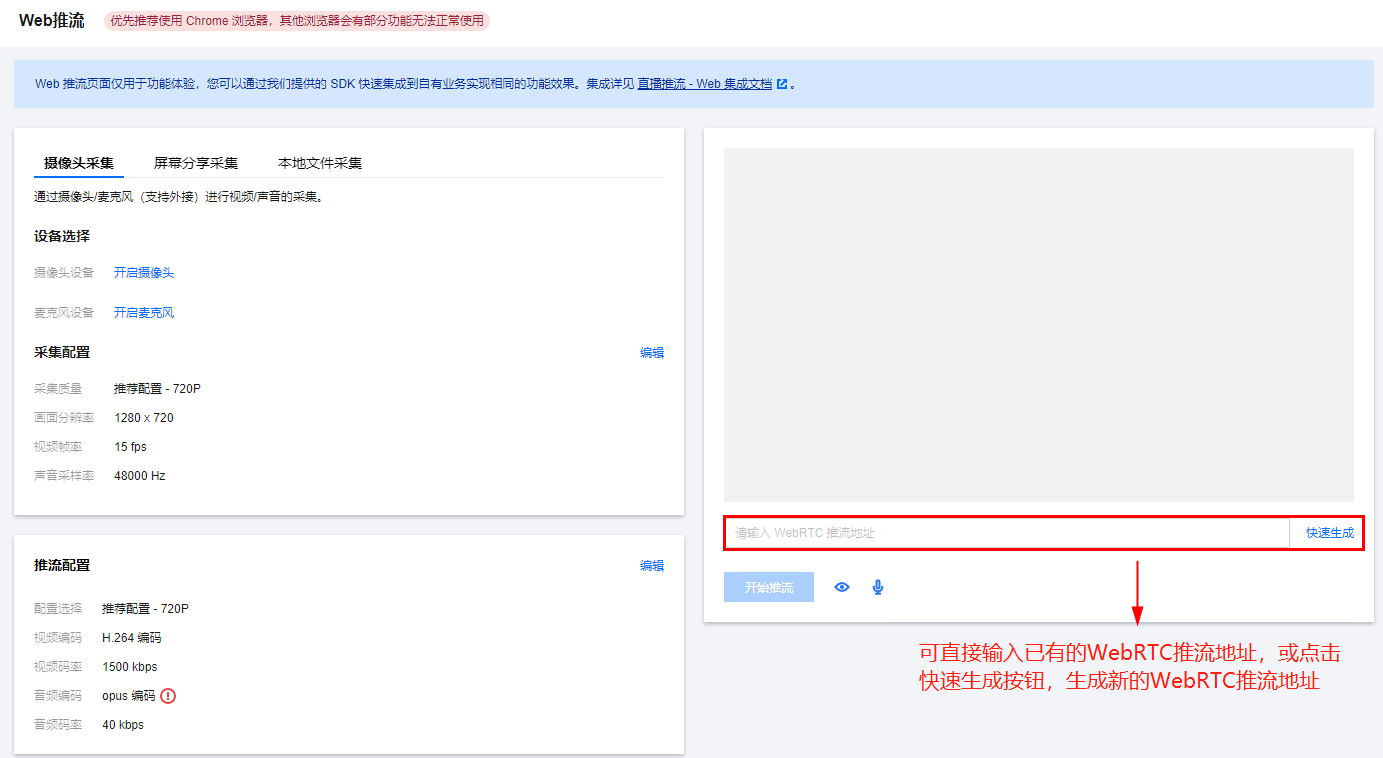 Web推流 优先推荐使用 Chrome 浏览器，其他浏览器会有部分功能无法正常使用
Web 推流页面仅用于功能体验，您可以通过我们提供的 SDK 快速集成到自有业务实现相同的功能效果。集成详见 直播推流 - Web 集成文档 。
摄像头采集 屏幕分享采集 本地文件采集
通过摄像头/麦克风（支持外接）进行视频/声音的采集。
设备选择
摄像头设备 开启摄像头
麦克风设备 开启麦克风
采集配置 编辑
采集质量 推荐配置 - 720P
画面分辨率 1280 x 720
视频帧率 15 fps
声音采样率 48000 Hz
推流配置 编辑
配置选择 推荐配置 - 720P
视频编码 H.264 编码
视频码率 1500 kbps
音频编码 opus 编码
音频码率 40 kbps
请输入 WebRTC 推流地址 快速生成
开始推流
可直接输入已有的WebRTC推流地址，或点击
快速生成按钮，生成新的WebRTC推流地址